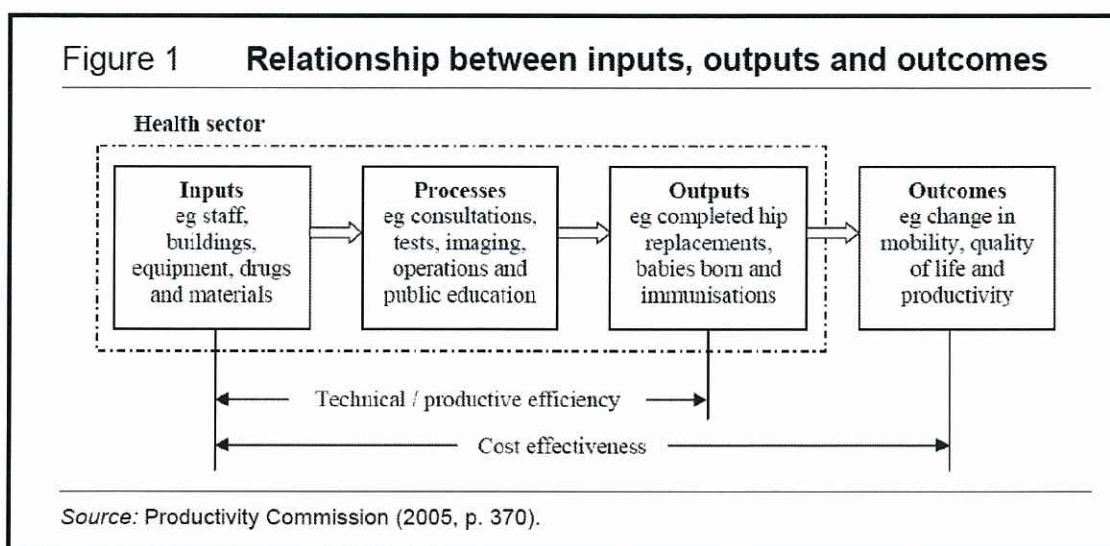 Figure 1 Relationship between inputs, outputs and outcomes
Health sector
Inputs
eg staff,
buildings,
equipment, drugs
and materials
Processes
eg consultations,
tests, imaging,
operations and
public education
Outputs
eg completed hip
replacements,
babies born and
immunisations
Outcomes
eg change in
mobility, quality
of life and
productivity
Technical / productive efficiency
Cost effectiveness
Source: Productivity Commission (2005, p. 370).